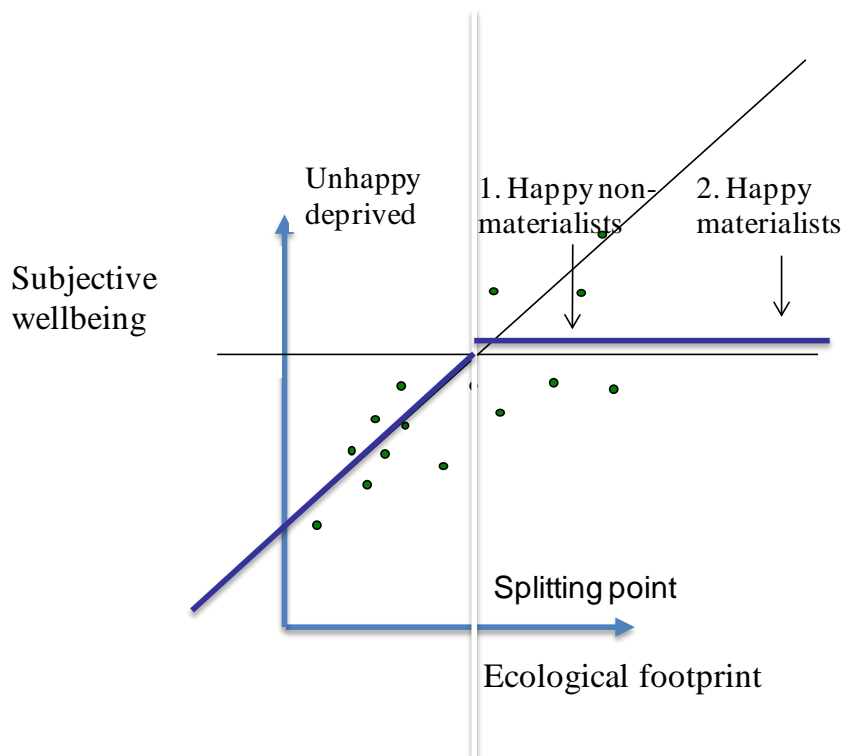 Unhappy
deprived
1. Happy non-
materialists
2. Happy
materialists
Subjective
wellbeing
Splitting point
Ecological footprint